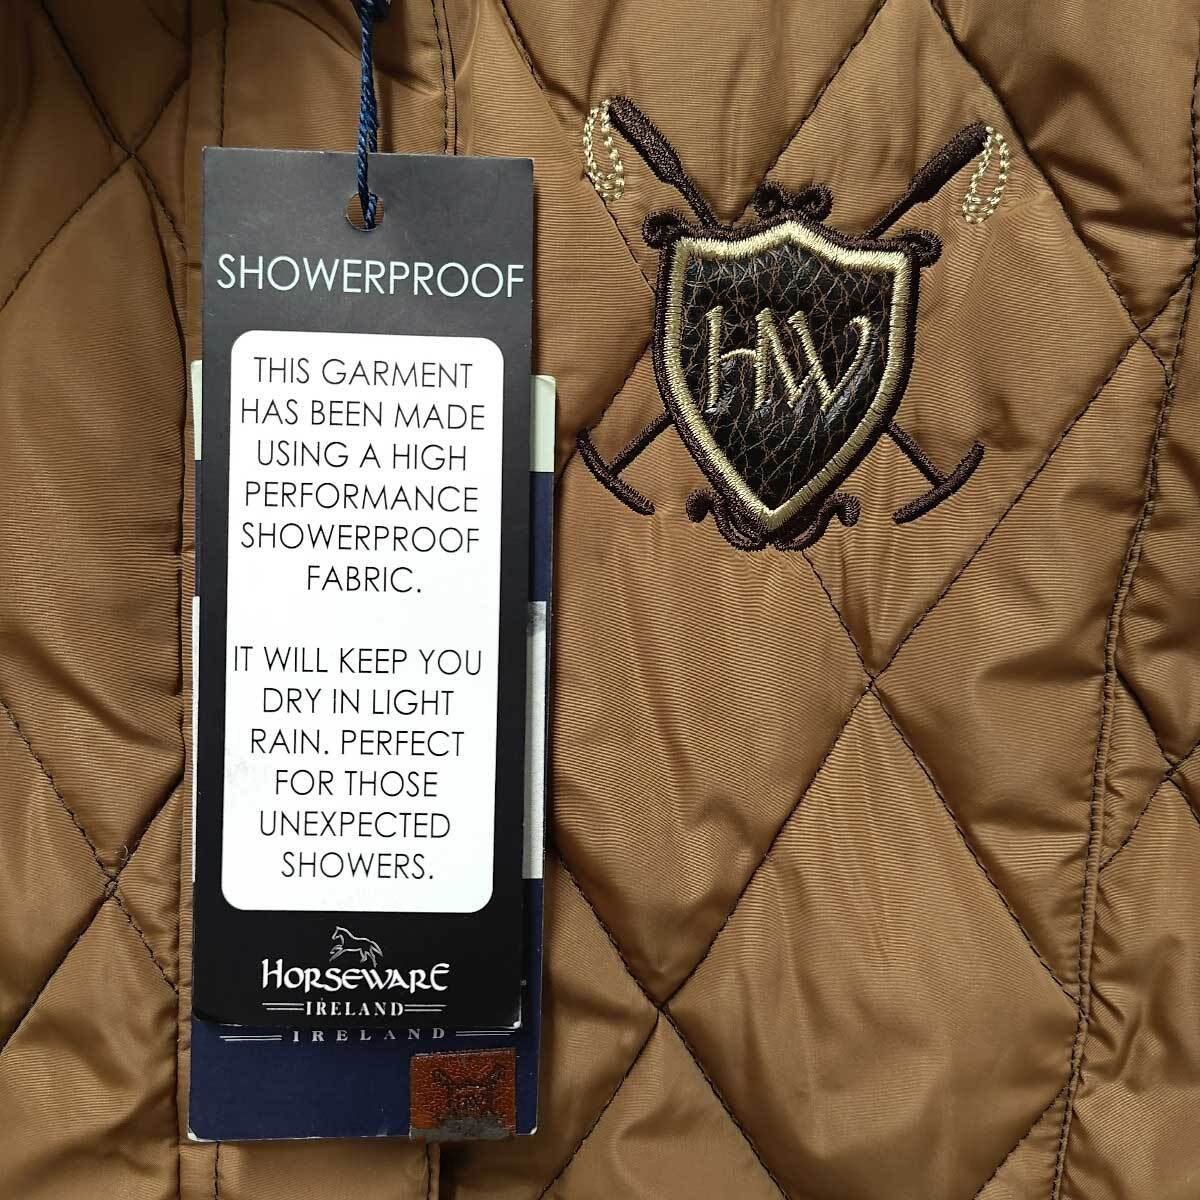 SHOWERPROOF
THIS GARMENT
HAS BEEN MADE
USING A HIGH
PERFORMANCE
SHOWERPROOF
FABRIC.
IT WILL KEEP YOU
DRY IN LIGHT
RAIN. PERFECT
FOR THOSE
UNEXPECTED
SHOWERS.
HORSEWARE
IRELAND
IRELAND
HW
HW